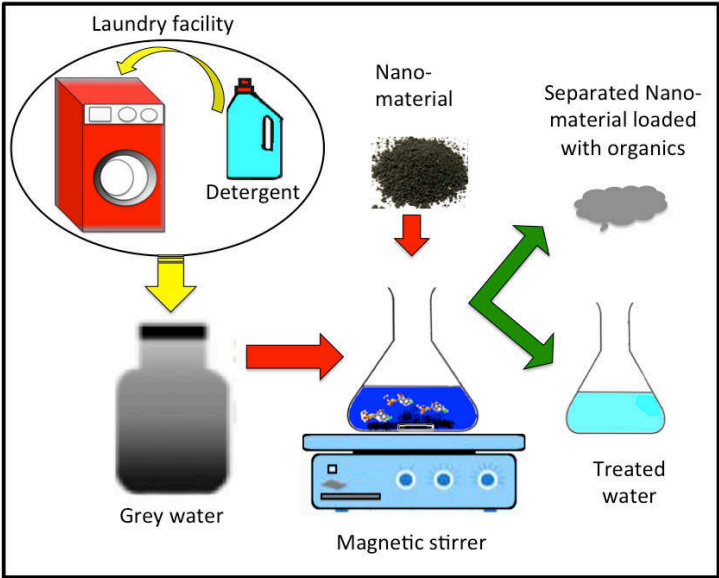 Laundry facility
Detergent
Nano-
material
Separated Nano-
material loaded
with organics
Grey water
Magnetic stirrer
Treated
water